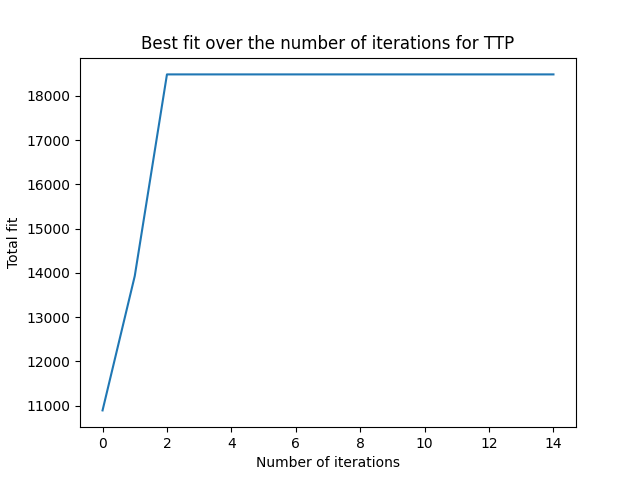 Best fit over the number of iterations for TTP
18000
17000
16000
15000
14000
13000
12000
11000
Total fit
0 2 4 6 8 10 12 14
Number of iterations